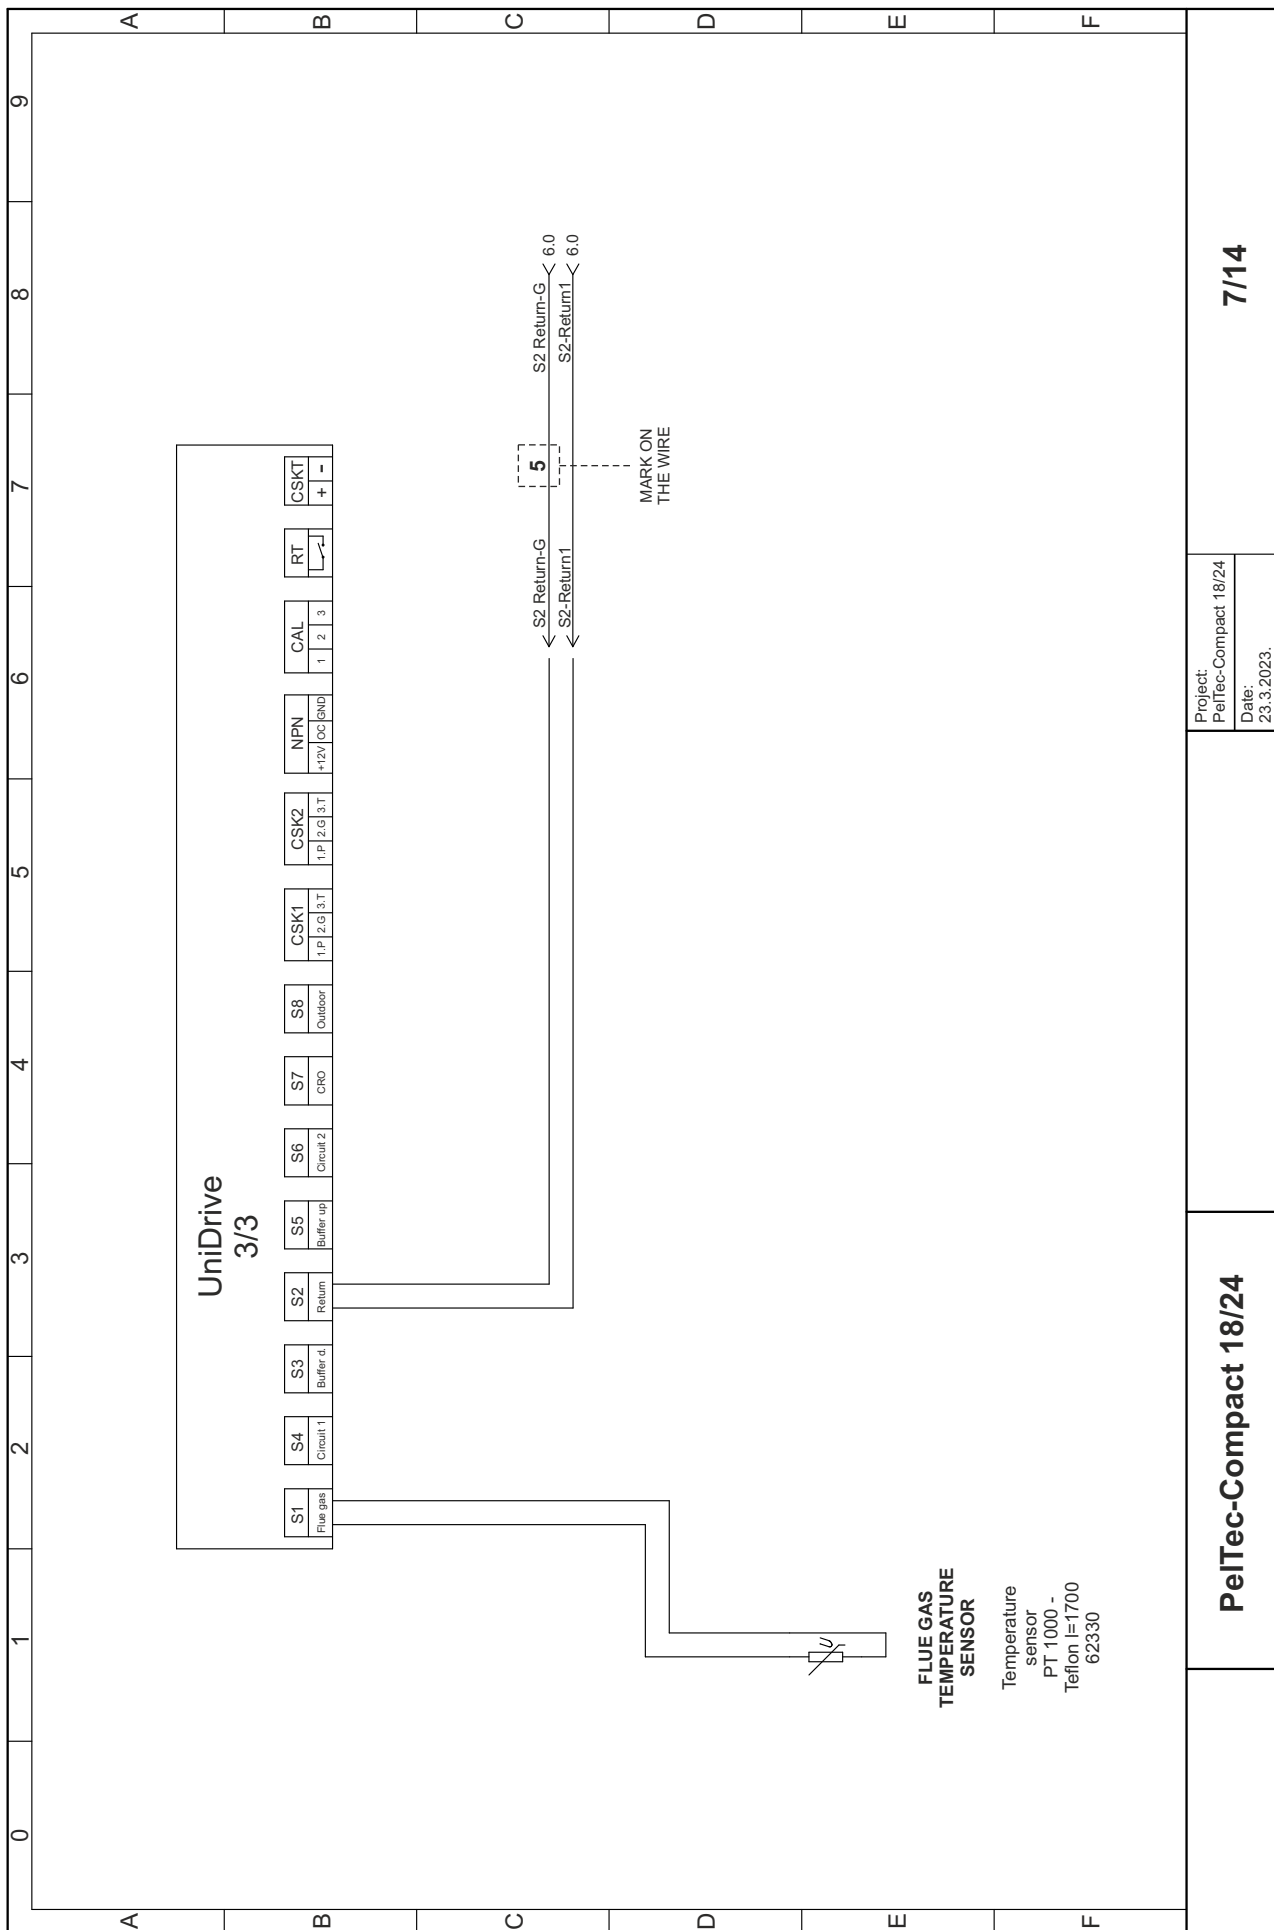 0 1 2 3 4 5 6 7 8 9
A
A
B
B
C
C
D
D
E
E
F
F
UniDrive
3/3
S1
Flue gas
S4
Circuit 1
S3
Buffer d.
S2
Return
S5
Buffer up
S6
Circuit 2
S7
CRO
S8
Outdoor
CSK1
1.P 2.G 3.T
CSK2
1.P 2.G 3.T
NPN
+12V OC GND
CAL
1 2 3
RT
CSKT
+ -
S2 Return-G
S2-Return1
5
S2 Return-G
S2-Return1
6.0
6.0
MARK ON
THE WIRE
U
FLUE GAS
TEMPERATURE
SENSOR
Temperature
sensor
PT 1000 -
Teflon l=1700
62330
PelTec-Compact 18/24
Project:
PelTec-Compact 18/24
Date:
23.3.2023.
7/14